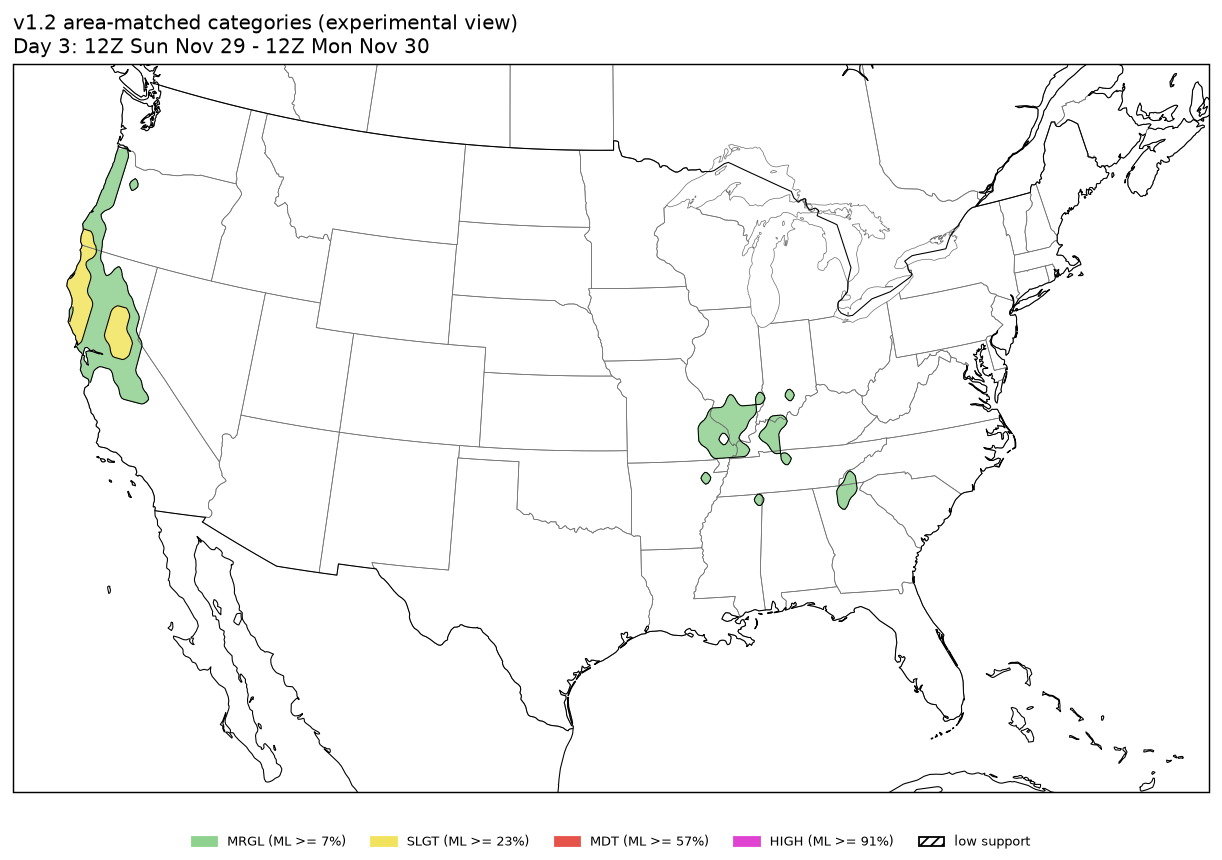 v1.2 area-matched categories (experimental view)
Day 3: 12Z Sun Nov 29 - 12Z Mon Nov 30
MRGL (ML >= 7%) SLGT (ML >= 23%) MDT (ML >= 57%) HIGH (ML >= 91%) low support